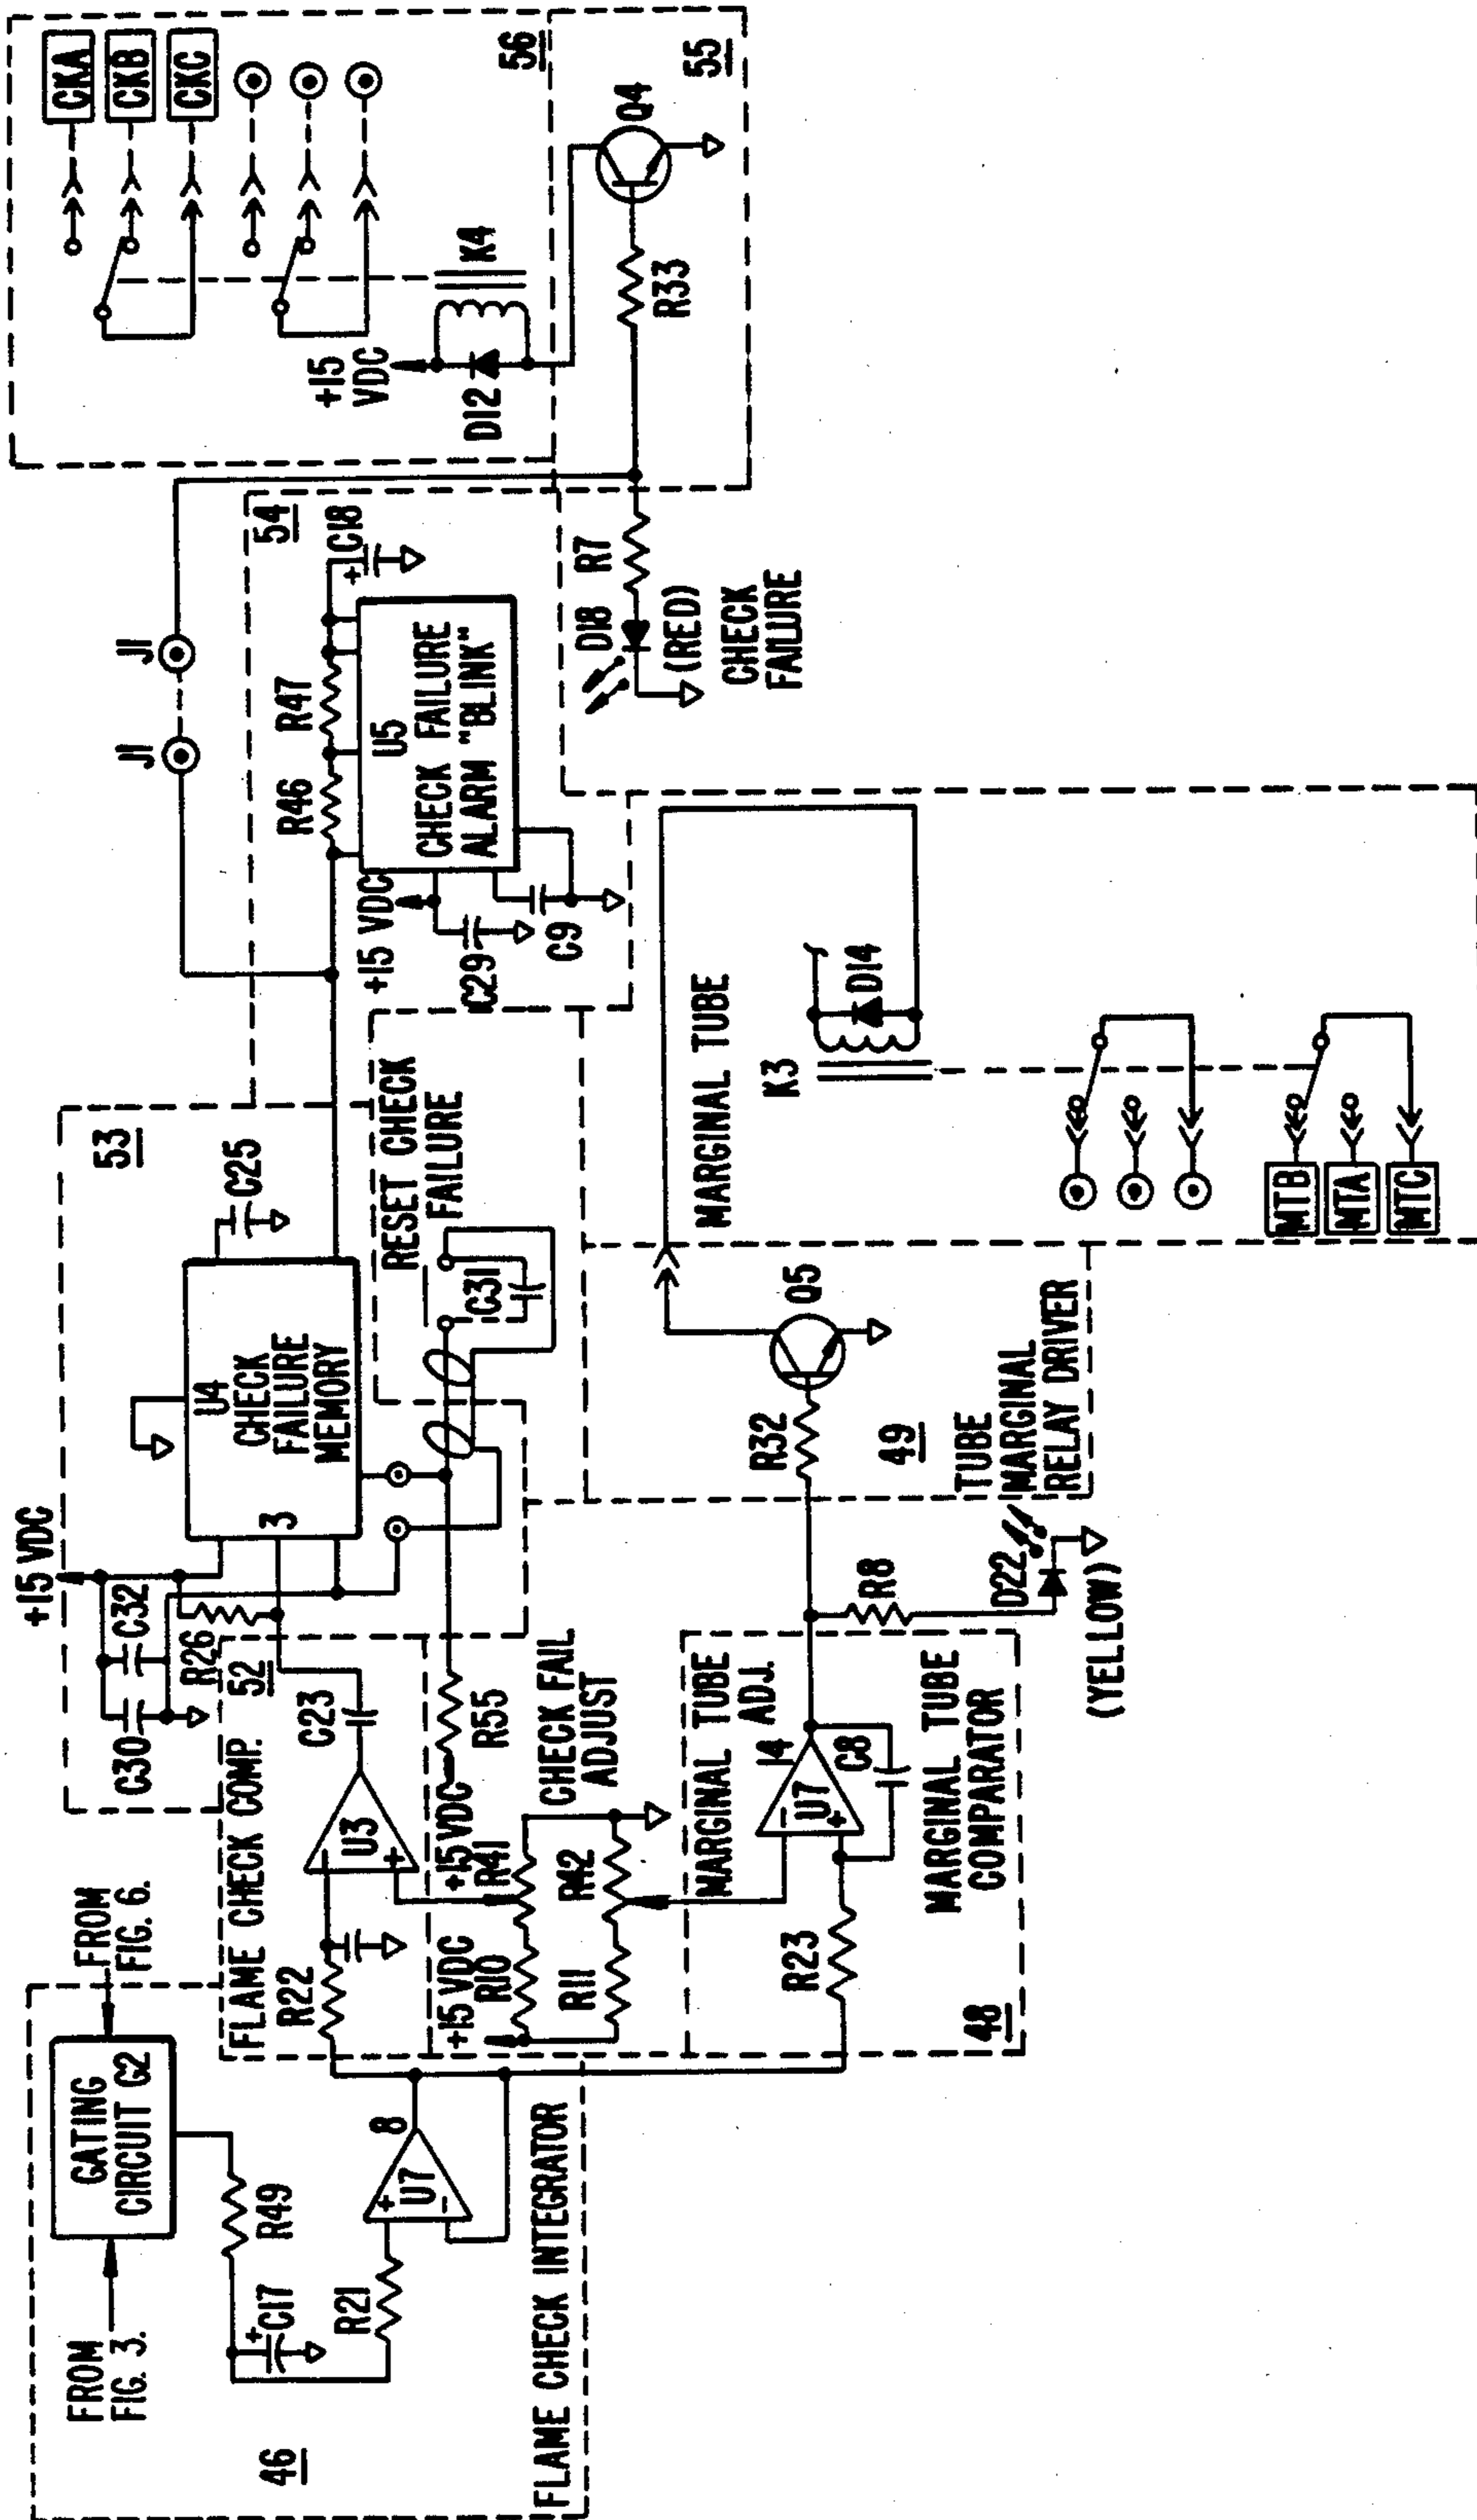 FROM
FIG. 3.
GATING
CIRCUIT G2
FROM
FIG. 6.
46
+
C17
R49
R21
+
U7
-
8
FLAME CHECK INTEGRATOR
FLAME CHECK COMP.
52
R22
-
U3
+
C23
+15 VDC
R10
R41
+15 VDC
R55
R11
R42
CHECK FAIL
ADJUST
MARGINAL TUBE
ADJ.
R23
-
U7
+
14
C8
MARGINAL TUBE
COMPARATOR
48
+15 VDC
C30
C32
R26
3
U4
CHECK
FAILURE
MEMORY
53
C25
RESET CHECK
FAILURE
C31
R8
D22
(YELLOW)
R32
Q5
49
TUBE
MARGINAL
RELAY DRIVER
MARGINAL TUBE
K3
D14
MTB
MTA
MTC
J1
J1
54
R46
R47
+
C18
U5
CHECK FAILURE
ALARM "BLINK"
+15 VDC
C29
C9
D18
R7
(RED)
CHECK
FAILURE
+15
VDC
D12
K4
CKA
CKB
CKC
56
R33
Q4
55